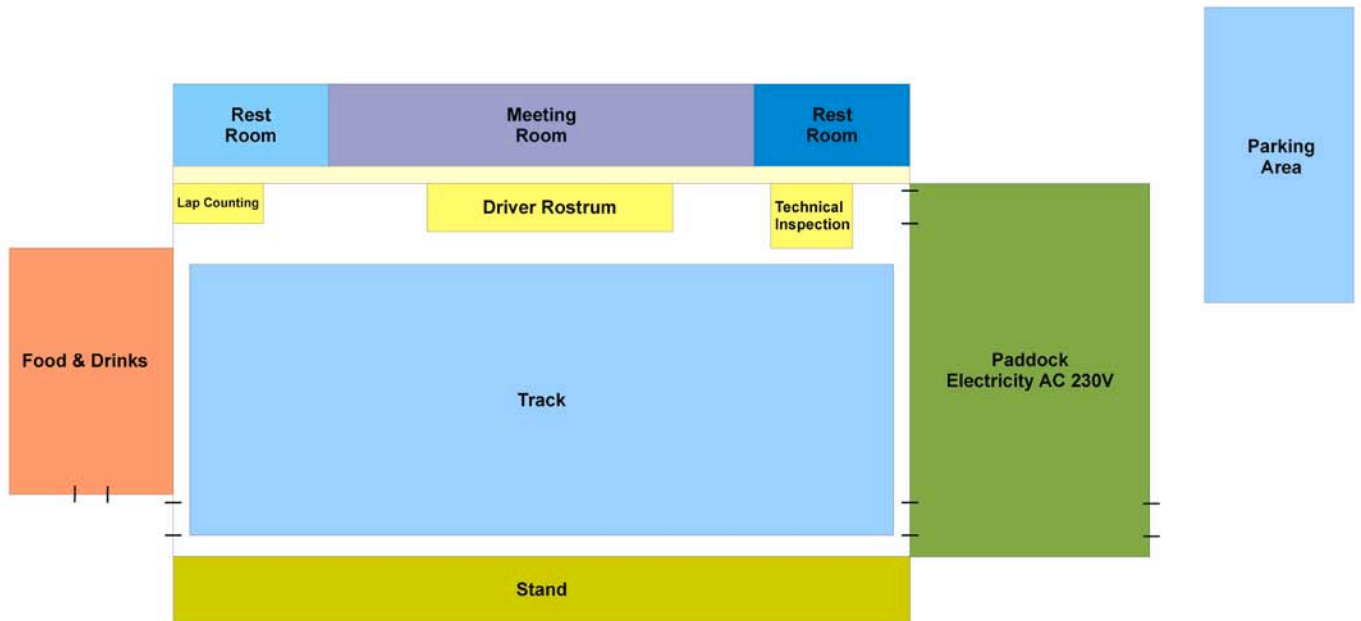 Rest
Room
Meeting
Room
Rest
Room
Parking
Area
Lap Counting
Driver Rostrum
Technical
Inspection
Food & Drinks
Track
Paddock
Electricity AC 230V
Stand